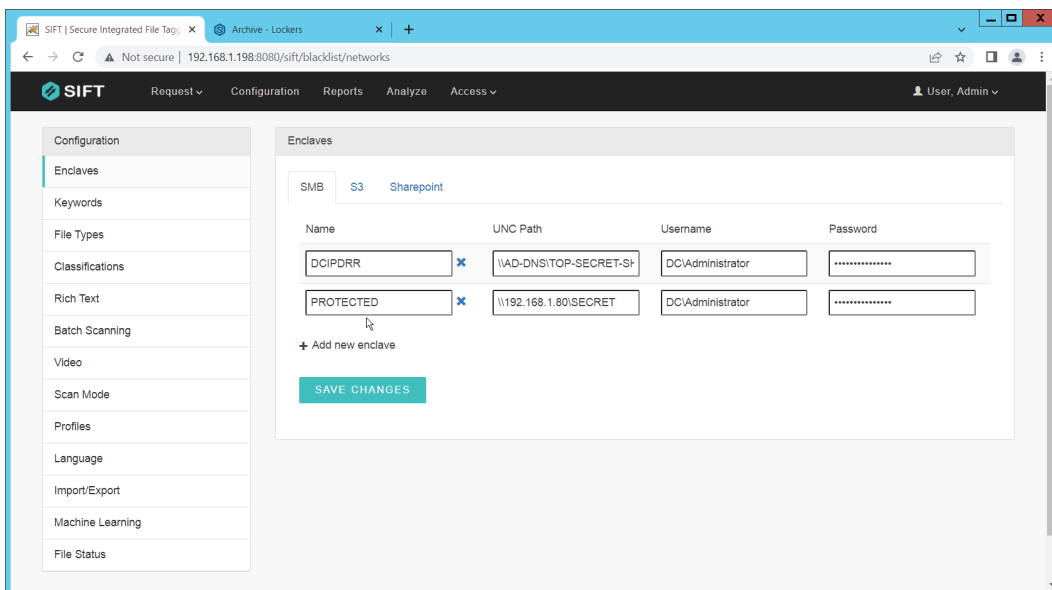 SIFT | Secure Integrated File Tagg
Archive - Lockers
Not secure | 192.168.1.198:8080/sift/blacklist/networks
SIFT Request Configuration Reports Analyze Access User, Admin
Configuration
Enclaves
Keywords
File Types
Classifications
Rich Text
Batch Scanning
Video
Scan Mode
Profiles
Language
Import/Export
Machine Learning
File Status
Enclaves
SMB S3 Sharepoint
Name UNC Path Username Password
DCIPDRR \\AD-DNS\TOP-SECRET-SH DC\Administrator •••••••••••••••
PROTECTED \\192.168.1.80\SECRET DC\Administrator •••••••••••••••
+ Add new enclave
SAVE CHANGES